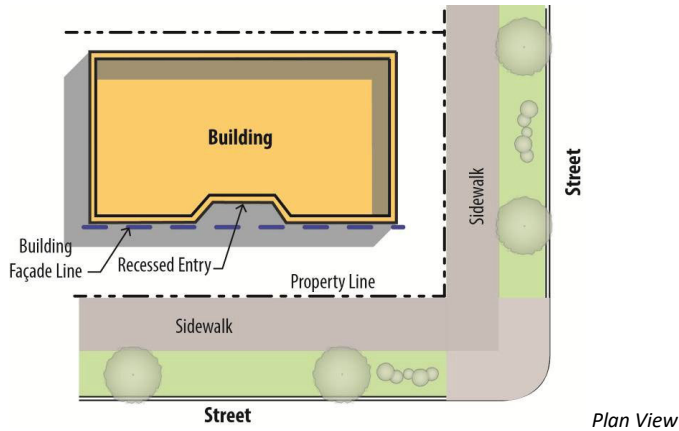 Building
Sidewalk
Street
Building
Façade Line
Recessed Entry
Property Line
Sidewalk
Street
Plan View